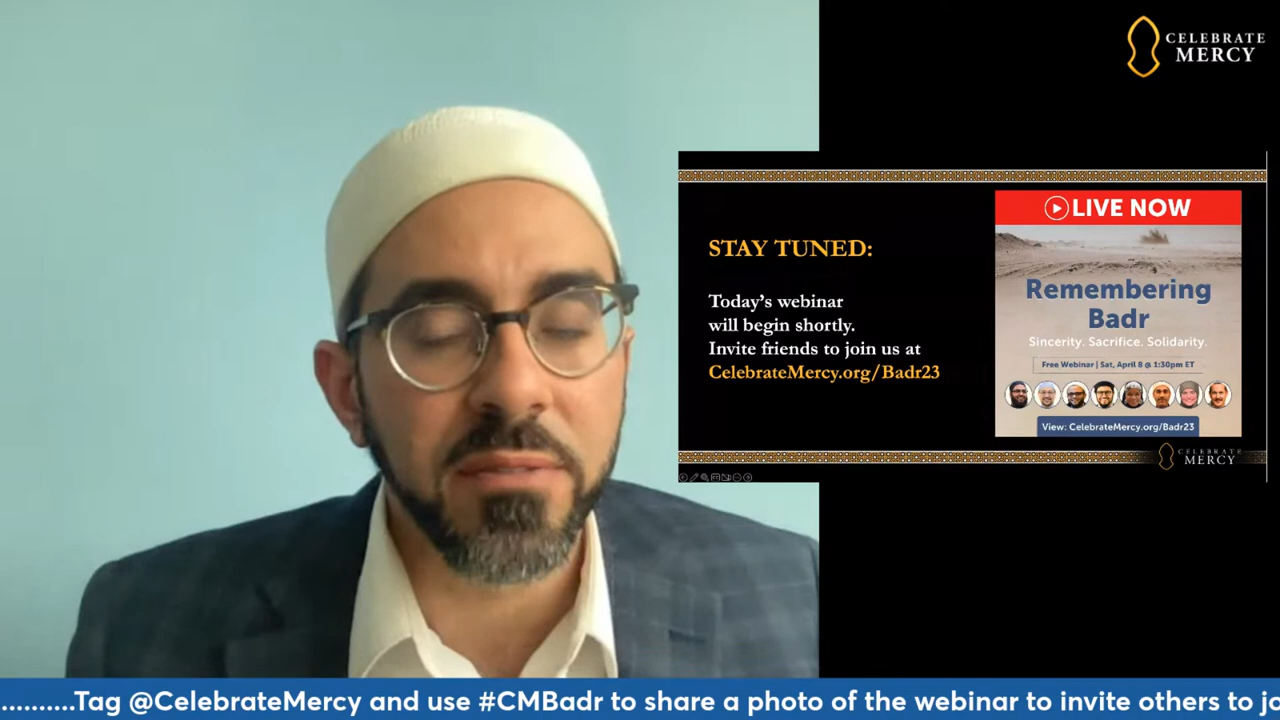 CELEBRATE
MERCY
STAY TUNED:
Today's webinar
will begin shortly.
Invite friends to join us at
CelebrateMercy.org/Badr23
LIVE NOW
Remembering
Badr
Sincerity. Sacrifice. Solidarity.
Free Webinar | Sat, April 8 @ 1:30pm ET
View: CelebrateMercy.org/Badr23
CELEBRATE
MERCY
..........Tag @CelebrateMercy and use #CMBadr to share a photo of the webinar to invite others to jo